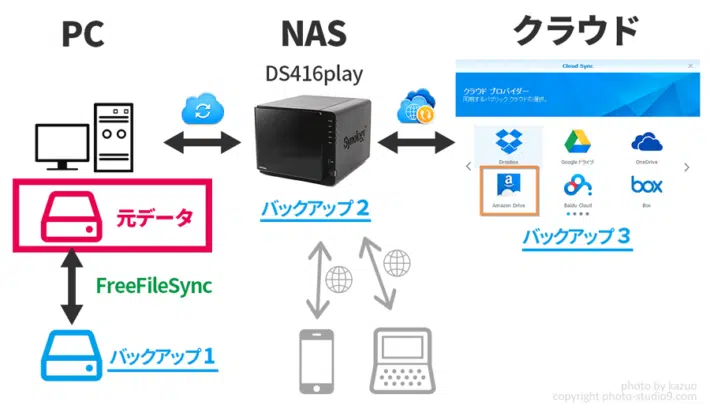 PC
NAS
クラウド
DS416play
Cloud Sync
クラウド プロバイダー
同期するパブリック クラウドの選択。
Synology
Dropbox
Google ドライブ
OneDrive
a
box
Amazon Drive
Baidu Cloud
Box
元データ
バックアップ2
バックアップ3
FreeFileSync
バックアップ1
photo by kazuo
copyright photo-studio9.com